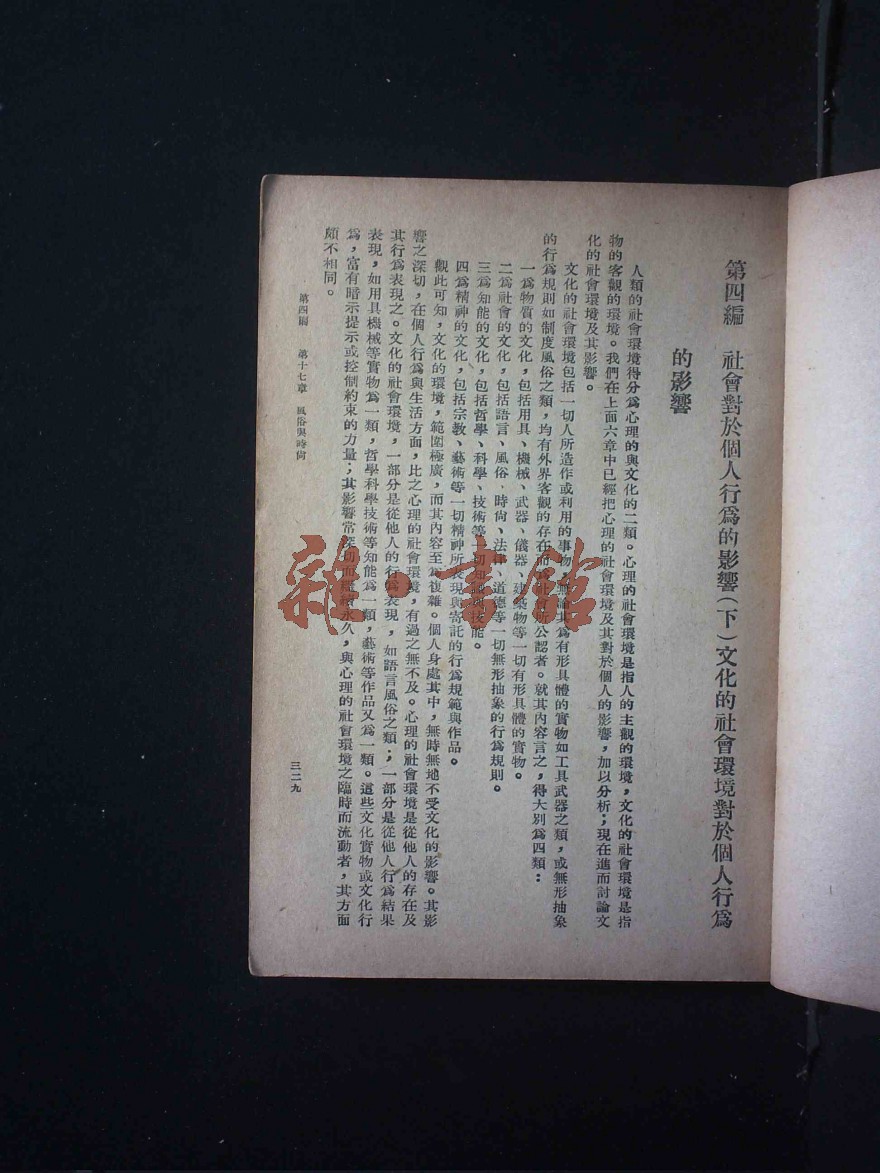 第四編　社會對於個人行爲的影響（下）文化的社會環境對於個人行爲
的影響
人類的社會環境得分爲心理的與文化的二類。心理的社會環境是指人的主觀的環境，文化的社會環境是指
物的客觀的環境。我們在上面六章中已經把心理的社會環境及其對於個人的影響，加以分析；現在進而討論文
化的社會環境及其影響。
文化的社會環境包括一切人所造作或利用的事物，無論其爲有形具體的實物如工具武器之類，或無形抽象
的行爲規則如制度風俗之類，均有外界客觀的存在而爲社會所公認者。就其內容言之，得大別爲四類：
一爲物質的文化，包括用具、機械、武器、儀器、建築物等一切有形具體的實物。
二爲社會的文化，包括語言、風俗、時尙、法律、道德等一切無形抽象的行爲規則。
三爲知能的文化，包括哲學、科學、技術等一切知識與技能。
四爲精神的文化，包括宗教、藝術等一切精神所表現與寄託的行爲規範與作品。
觀此可知，文化的環境，範圍極廣，而其內容至爲複雜。個人身處其中，無時無地不受文化的影響。其影
響之深切，在個人行爲與生活方面，比之心理的社會環境，有過之無不及。心理的社會環境是從他人的存在及
其行爲表現之。文化的社會環境，一部分是從他人的行爲表現，如語言風俗之類；一部分是從他人行爲結果
表現，如用具機械等實物爲一類，哲學科學技術等知能爲一類，藝術等作品又爲一類。這些文化實物或文化行
爲，富有暗示提示或控制約束的力量；其影響常深切而繼續永久，與心理的社會環境之臨時而流動者，其方面
頗不相同。
第四編　第十七章　風俗與時尙
三二九
雜·書館